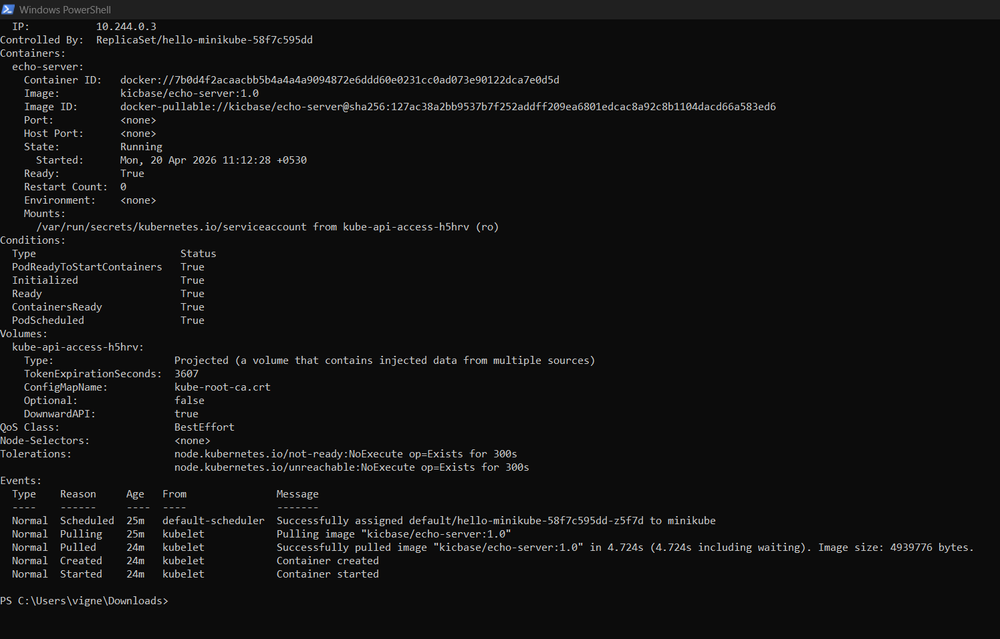 Windows PowerShell
  IP:           10.244.0.3
Controlled By:  ReplicaSet/hello-minikube-58f7c595dd
Containers:
  echo-server:
    Container ID:   docker://7b0d4f2acaacbb5b4a4a4a9094872e6ddd60e0231cc0ad073e90122dca7e0d5d
    Image:          kicbase/echo-server:1.0
    Image ID:       docker-pullable://kicbase/echo-server@sha256:127ac38a2bb9537b7f252addff209ea6801edcac8a92c8b1104dacd66a583ed6
    Port:           <none>
    Host Port:      <none>
    State:          Running
      Started:      Mon, 20 Apr 2026 11:12:28 +0530
    Ready:          True
    Restart Count:  0
    Environment:    <none>
    Mounts:
      /var/run/secrets/kubernetes.io/serviceaccount from kube-api-access-h5hrv (ro)
Conditions:
  Type                        Status
  PodReadyToStartContainers   True
  Initialized                 True
  Ready                       True
  ContainersReady             True
  PodScheduled                True
Volumes:
  kube-api-access-h5hrv:
    Type:                    Projected (a volume that contains injected data from multiple sources)
    TokenExpirationSeconds:  3607
    ConfigMapName:           kube-root-ca.crt
    Optional:                false
    DownwardAPI:             true
QoS Class:                   BestEffort
Node-Selectors:              <none>
Tolerations:                 node.kubernetes.io/not-ready:NoExecute op=Exists for 300s
                             node.kubernetes.io/unreachable:NoExecute op=Exists for 300s
Events:
  Type    Reason     Age   From               Message
  ----    ------     ----  ----               -------
  Normal  Scheduled  25m   default-scheduler  Successfully assigned default/hello-minikube-58f7c595dd-z5f7d to minikube
  Normal  Pulling    25m   kubelet            Pulling image "kicbase/echo-server:1.0"
  Normal  Pulled     24m   kubelet            Successfully pulled image "kicbase/echo-server:1.0" in 4.724s (4.724s including waiting). Image size: 4939776 bytes.
  Normal  Created    24m   kubelet            Container created
  Normal  Started    24m   kubelet            Container started
PS C:\Users\vigne\Downloads>